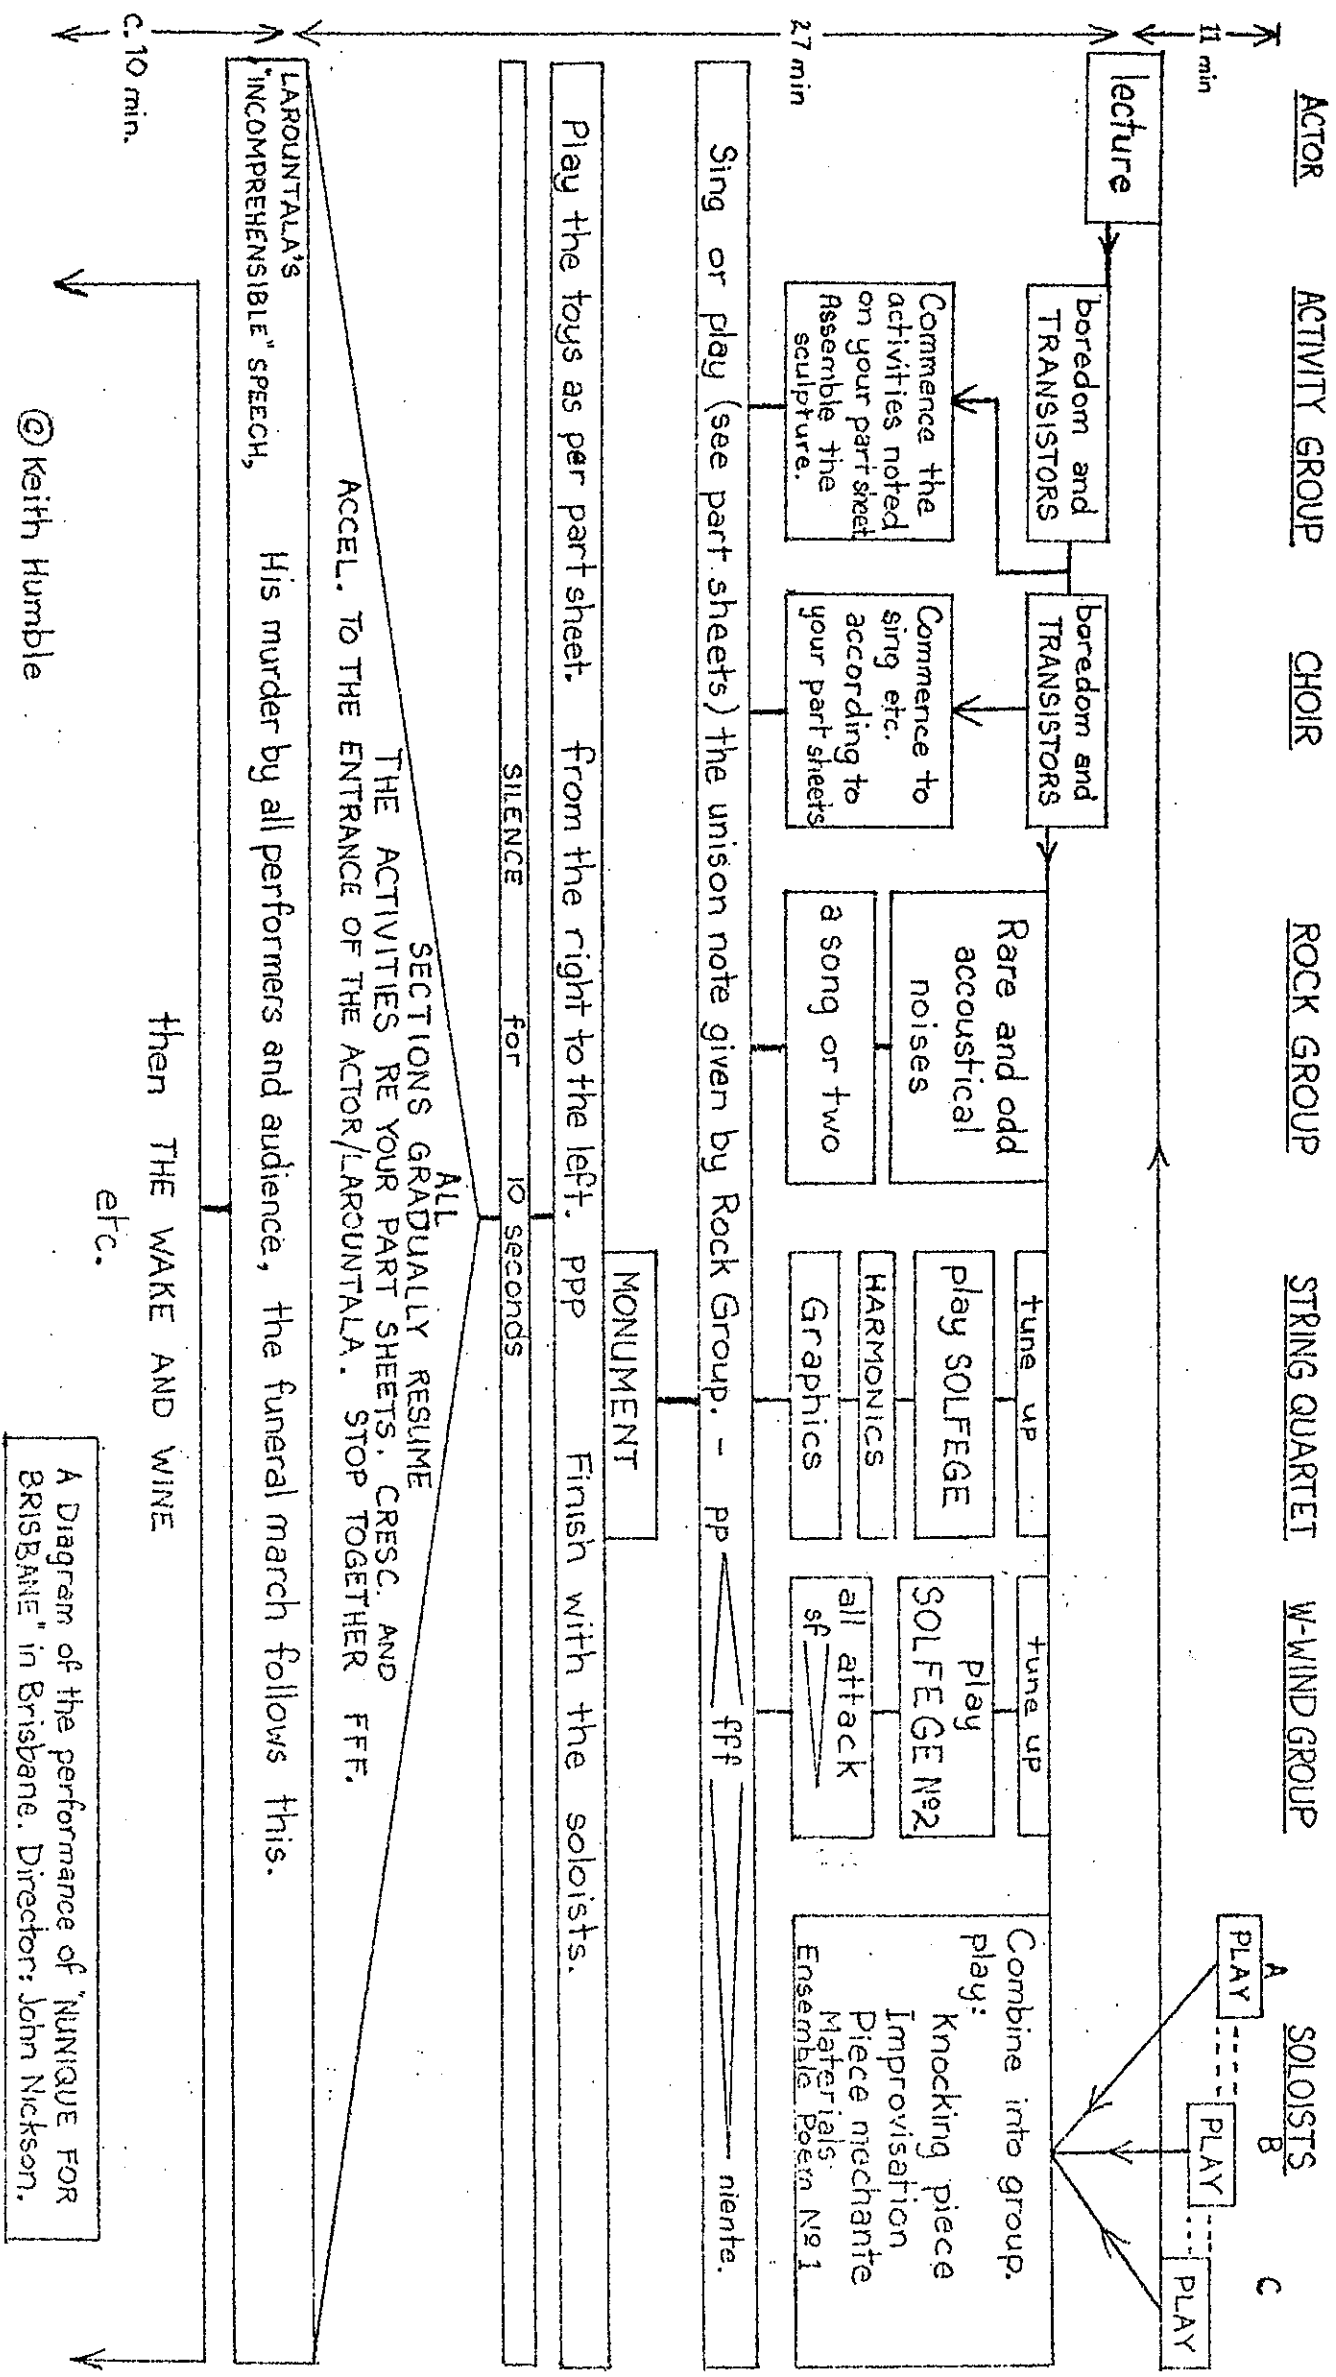 ACTOR
ACTIVITY GROUP
CHOIR
ROCK GROUP
STRING QUARTET
W-WIND GROUP
SOLOISTS
A
B
C
11 min
PLAY
PLAY
PLAY
lecture
boredom and
TRANSISTORS
boredom and
TRANSISTORS
27 min
Commence the
activities noted
on your part sheet
Assemble the
sculpture.
Commence to
sing etc.
according to
your part sheets
Rare and odd
accoustical
noises
a song or two
tune up
play SOLFEGE
HARMONICS
Graphics
tune up
play
SOLFEGE Nº2
all attack
sf
Combine into group.
play:
Knocking piece
Improvisation
Piece mechante
Materials
Ensemble Poem Nº 1
Sing or play (see part sheets) the unison note given by Rock Group. - pp fff niente.
MONUMENT
Play the toys as per part sheet. from the right to the left. ppp Finish with the soloists.
SILENCE for 10 seconds
ALL
SECTIONS GRADUALLY RESUME
THE ACTIVITIES RE YOUR PART SHEETS. CRESC. AND
ACCEL. TO THE ENTRANCE OF THE ACTOR/LAROUNTALA. STOP TOGETHER FFF.
c. 10 min.
LAROUNTALA'S
"INCOMPREHENSIBLE" SPEECH, His murder by all performers and audience, the funeral march follows this.
then THE WAKE AND WINE
etc.
© Keith Humble
A Diagram of the performance of "NUNIQUE FOR
BRISBANE" in Brisbane. Director: John Nickson.